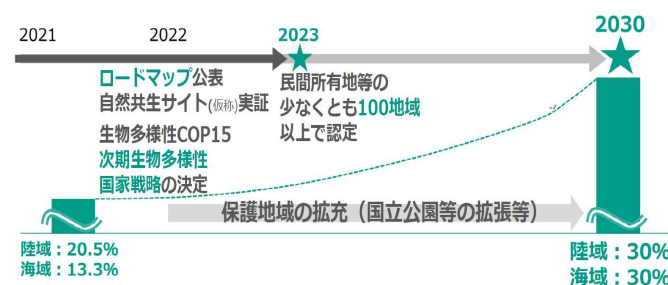 2021
2022
2023
2030
ロードマップ公表
自然共生サイト(仮称)実証
生物多様性COP15
次期生物多様性
国家戦略の決定
民間所有地等の
少なくとも100地域
以上で認定
保護地域の拡充（国立公園等の拡張等）
陸域：20.5%
海域：13.3%
陸域：30%
海域：30%